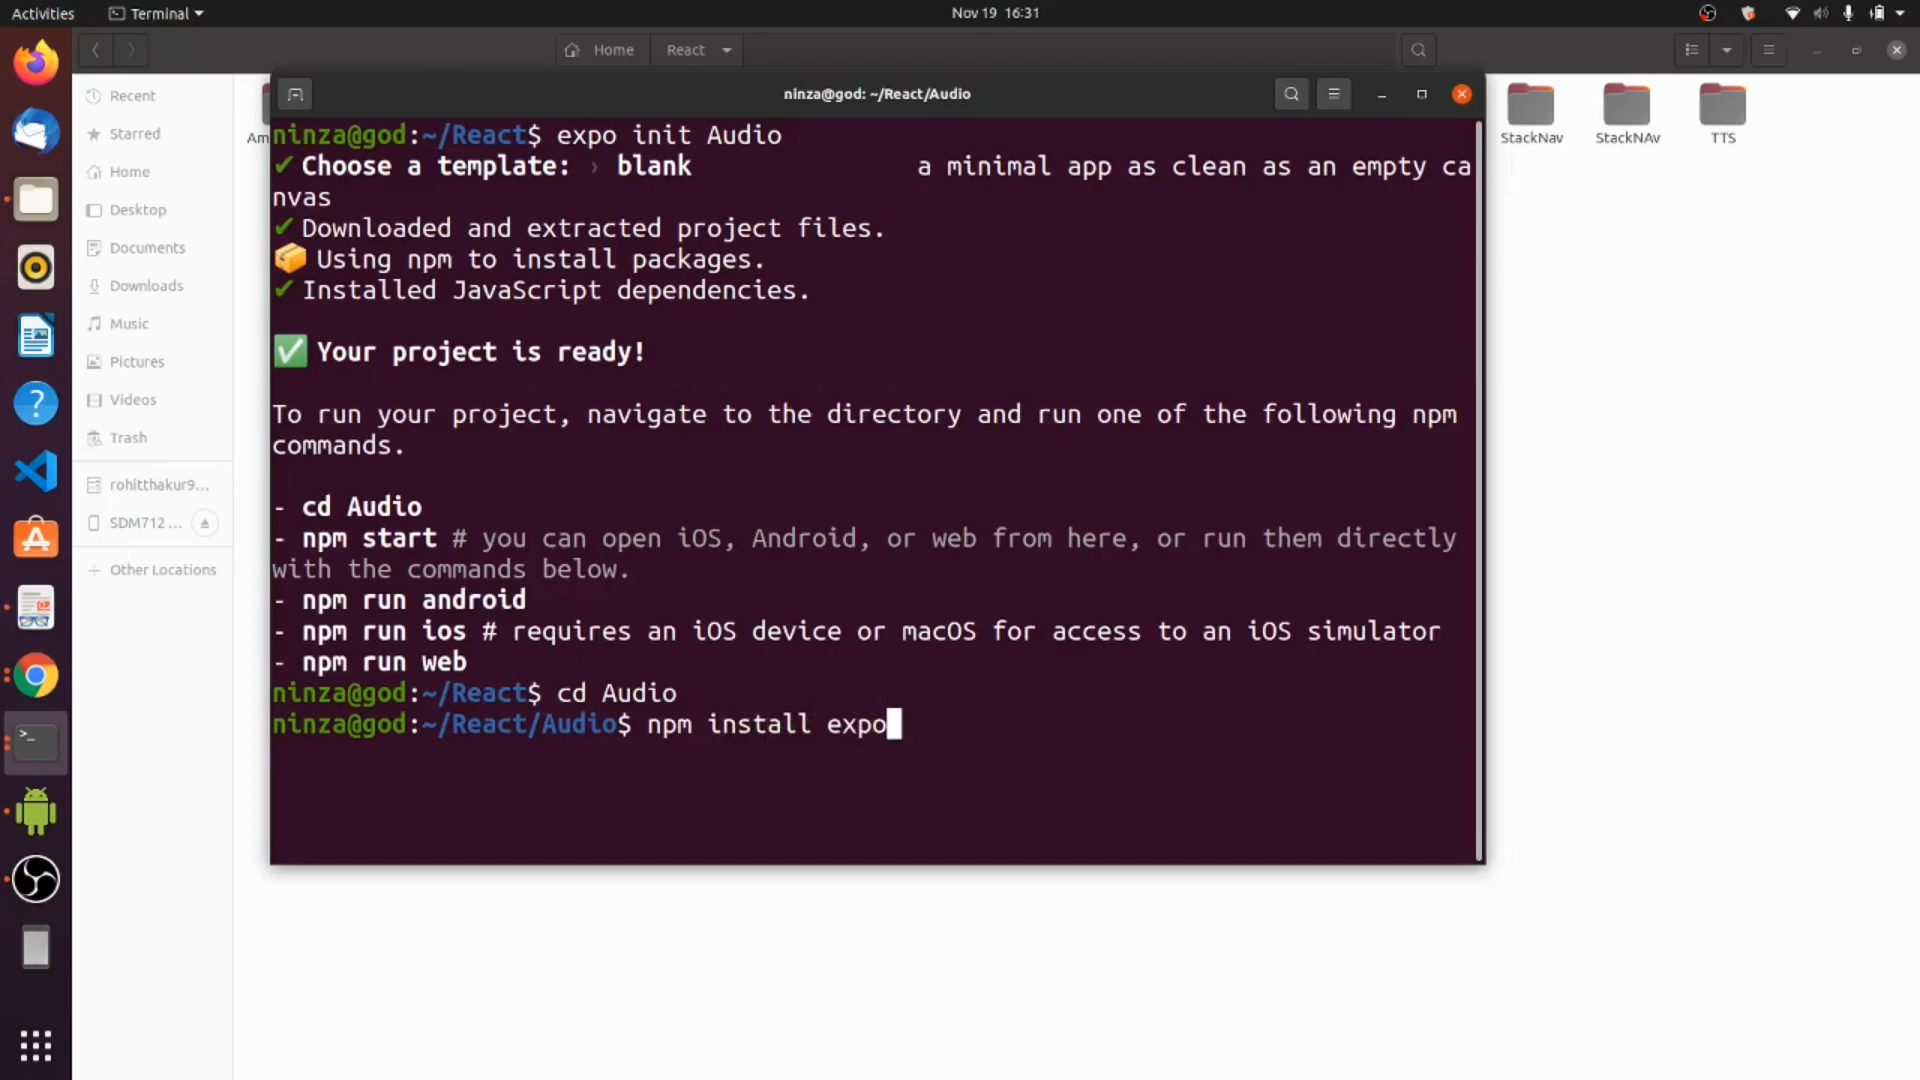 Activities
Terminal
Nov 19 16:31
Home
React
Recent
Starred
Home
Desktop
Documents
Downloads
Music
Pictures
Videos
Trash
rohitthakur9...
SDM712 ...
Other Locations
Am
StackNav
StackNAv
TTS
ninza@god: ~/React/Audio
ninza@god:~/React$ expo init Audio
✔ Choose a template: › blank a minimal app as clean as an empty ca
nvas
✔ Downloaded and extracted project files.
📦 Using npm to install packages.
✔ Installed JavaScript dependencies.
✅ Your project is ready!
To run your project, navigate to the directory and run one of the following npm
commands.
- cd Audio
- npm start # you can open iOS, Android, or web from here, or run them directly
with the commands below.
- npm run android
- npm run ios # requires an iOS device or macOS for access to an iOS simulator
- npm run web
ninza@god:~/React$ cd Audio
ninza@god:~/React/Audio$ npm install expo